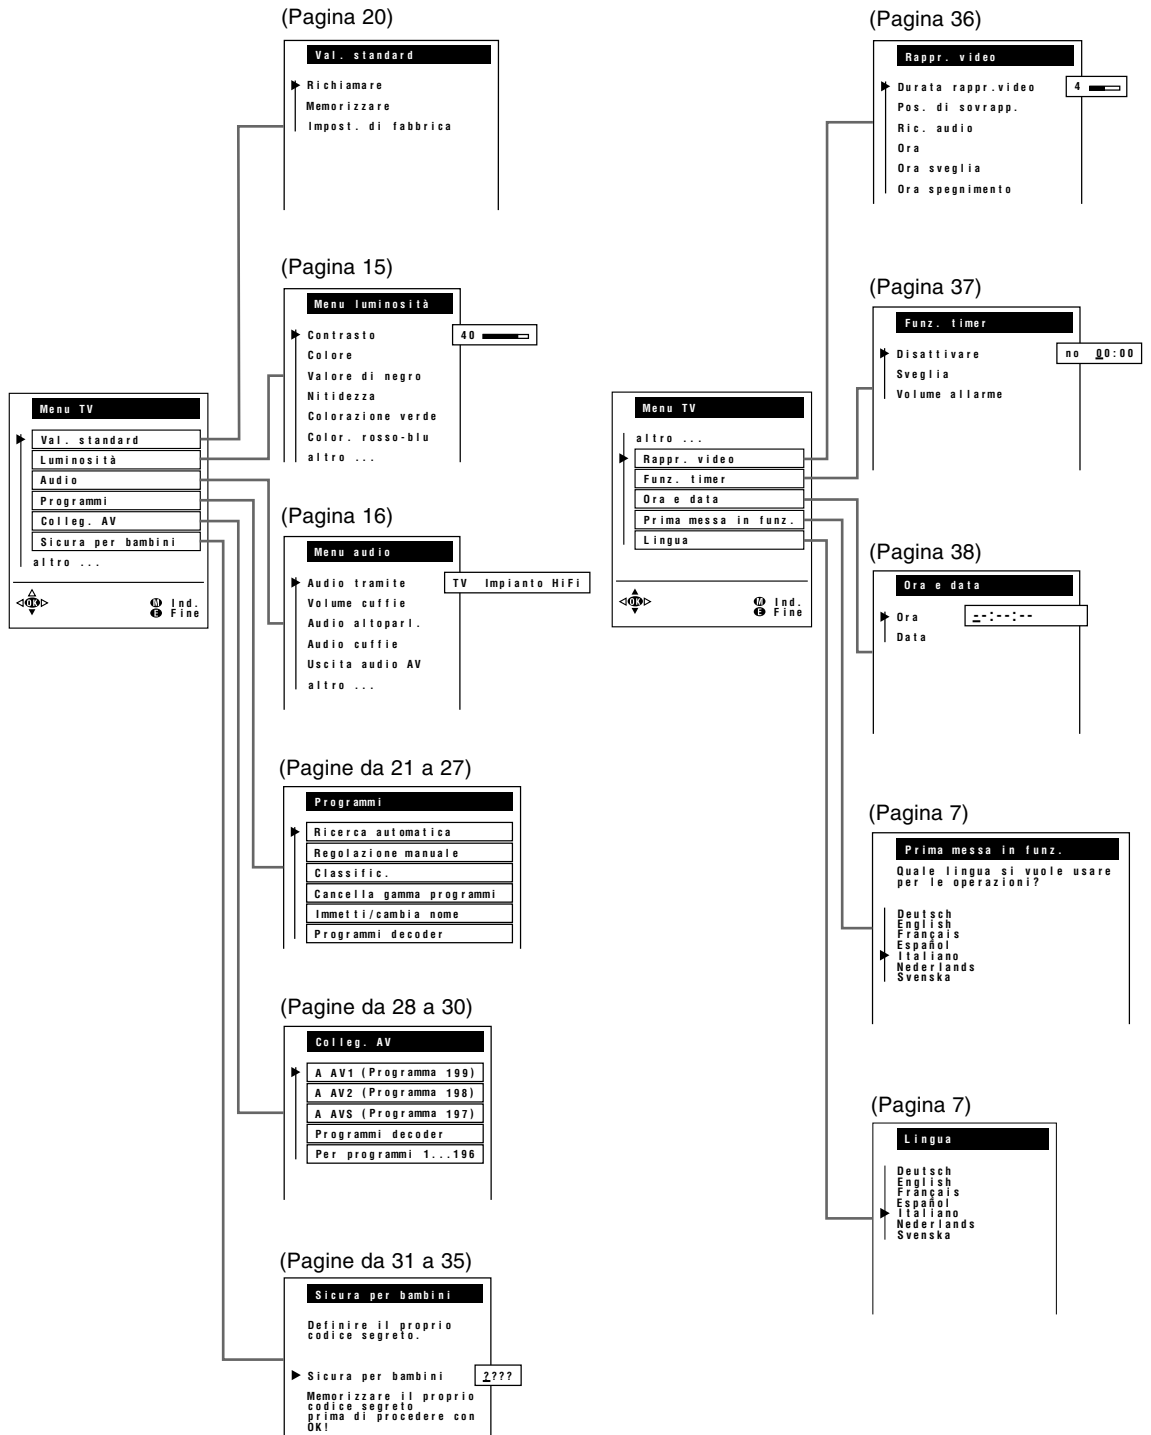 Menu TV
Val. standard
Luminosità
Audio
Programmi
Colleg. AV
Sicura per bambini
altro ...
OK
M Ind.
E Fine
(Pagina 20)
Val. standard
Richiamare
Memorizzare
Impost. di fabbrica
(Pagina 15)
Menu luminosità
Contrasto 40
Colore
Valore di negro
Nitidezza
Colorazione verde
Color. rosso-blu
altro ...
(Pagina 16)
Menu audio
Audio tramite TV Impianto HiFi
Volume cuffie
Audio altoparl.
Audio cuffie
Uscita audio AV
altro ...
(Pagine da 21 a 27)
Programmi
Ricerca automatica
Regolazione manuale
Classific.
Cancella gamma programmi
Immetti/cambia nome
Programmi decoder
(Pagine da 28 a 30)
Colleg. AV
A AV1 (Programma 199)
A AV2 (Programma 198)
A AVS (Programma 197)
Programmi decoder
Per programmi 1...196
(Pagine da 31 a 35)
Sicura per bambini
Definire il proprio
codice segreto.
Sicura per bambini ????
Memorizzare il proprio
codice segreto
prima di procedere con
OK!
Menu TV
altro ...
Rappr. video
Funz. timer
Ora e data
Prima messa in funz.
Lingua
OK
M Ind.
E Fine
(Pagina 36)
Rappr. video
Durata rappr.video 4
Pos. di sovrapp.
Ric. audio
Ora
Ora sveglia
Ora spegnimento
(Pagina 37)
Funz. timer
Disattivare no 00:00
Sveglia
Volume allarme
(Pagina 38)
Ora e data
Ora --:--:--
Data
(Pagina 7)
Prima messa in funz.
Quale lingua si vuole usare
per le operazioni?
Deutsch
English
Français
Español
Italiano
Nederlands
Svenska
(Pagina 7)
Lingua
Deutsch
English
Français
Español
Italiano
Nederlands
Svenska